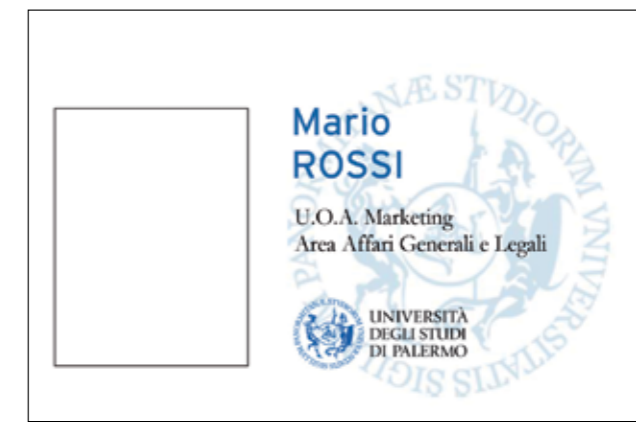 Mario
ROSSI
U.O.A. Marketing
Area Affari Generali e Legali
UNIVERSITÀ
DEGLI STUDI
DI PALERMO